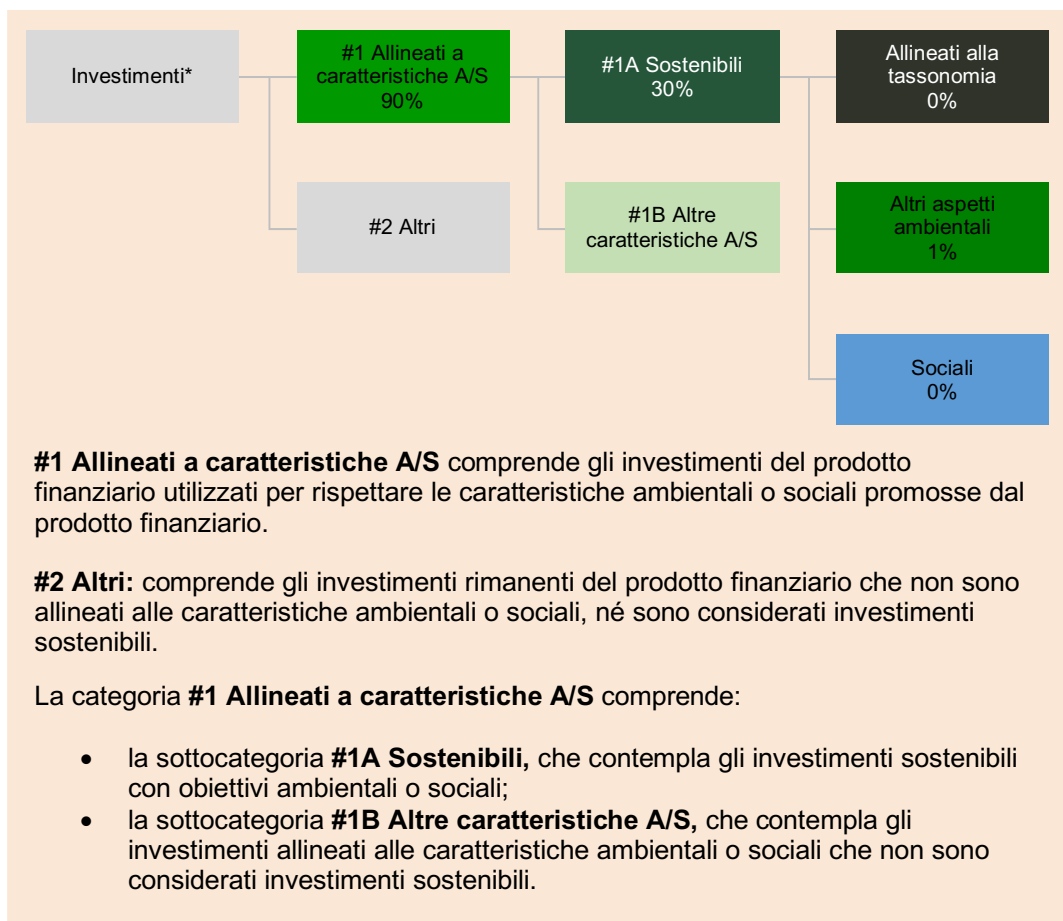 Investimenti*
#1 Allineati a
caratteristiche A/S
90%
#1A Sostenibili
30%
Allineati alla
tassonomia
0%
#2 Altri
#1B Altre
caratteristiche A/S
Altri aspetti
ambientali
1%
Sociali
0%
#1 Allineati a caratteristiche A/S comprende gli investimenti del prodotto
finanziario utilizzati per rispettare le caratteristiche ambientali o sociali promosse dal
prodotto finanziario.
#2 Altri: comprende gli investimenti rimanenti del prodotto finanziario che non sono
allineati alle caratteristiche ambientali o sociali, né sono considerati investimenti
sostenibili.
La categoria #1 Allineati a caratteristiche A/S comprende:
• la sottocategoria #1A Sostenibili, che contempla gli investimenti sostenibili
con obiettivi ambientali o sociali;
• la sottocategoria #1B Altre caratteristiche A/S, che contempla gli
investimenti allineati alle caratteristiche ambientali o sociali che non sono
considerati investimenti sostenibili.